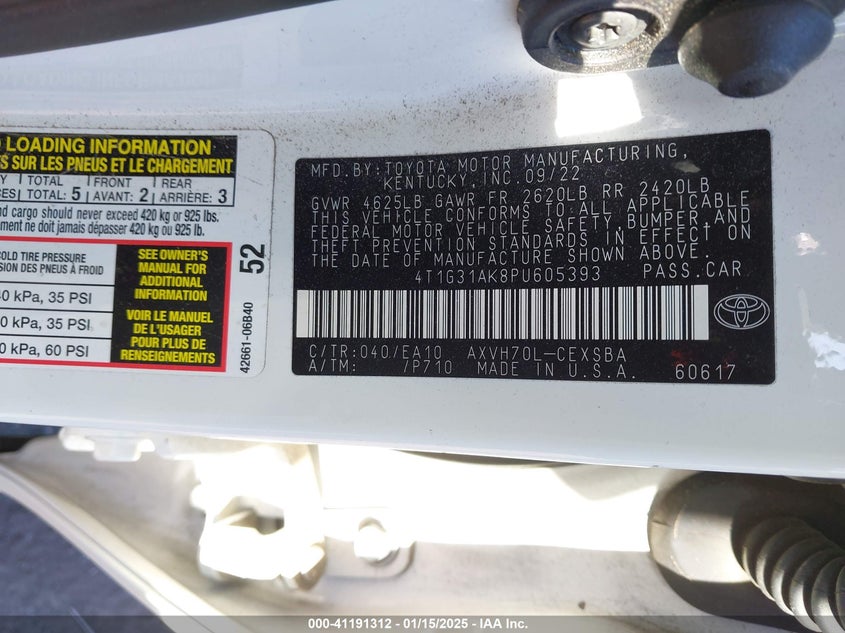 LOADING INFORMATION
SUR LES PNEUS ET LE CHARGEMENT
TOTAL FRONT REAR
TOTAL: 5 AVANT: 2 ARRIÈRE: 3
and cargo should never exceed 420 kg or 925 lbs.
ne doit jamais dépasser 420 kg ou 925 lb.
COLD TIRE PRESSURE
DES PNEUS À FROID
kPa, 35 PSI
kPa, 35 PSI
kPa, 60 PSI
SEE OWNER'S
MANUAL FOR
ADDITIONAL
INFORMATION
VOIR LE MANUEL
DE L'USAGER
POUR PLUS DE
RENSEIGNEMENTS
52
42661-06B40
MFD.BY:TOYOTA MOTOR MANUFACTURING,
KENTUCKY, INC. 09/22
GVWR 4625LB GAWR FR 2620LB RR 2420LB
THIS VEHICLE CONFORMS TO ALL APPLICABLE
FEDERAL MOTOR VEHICLE SAFETY,BUMPER,AND
THEFT PREVENTION STANDARDS IN EFFECT ON
THE DATE OF MANUFACTURE SHOWN ABOVE.
4T1G31AK8PU605393 PASS.CAR
C/TR:040/EA10 AXVH70L-CEXSBA
A/TM: /P710 MADE IN U.S.A. 60617
000-41191312 - 01/15/2025 - IAA Inc.